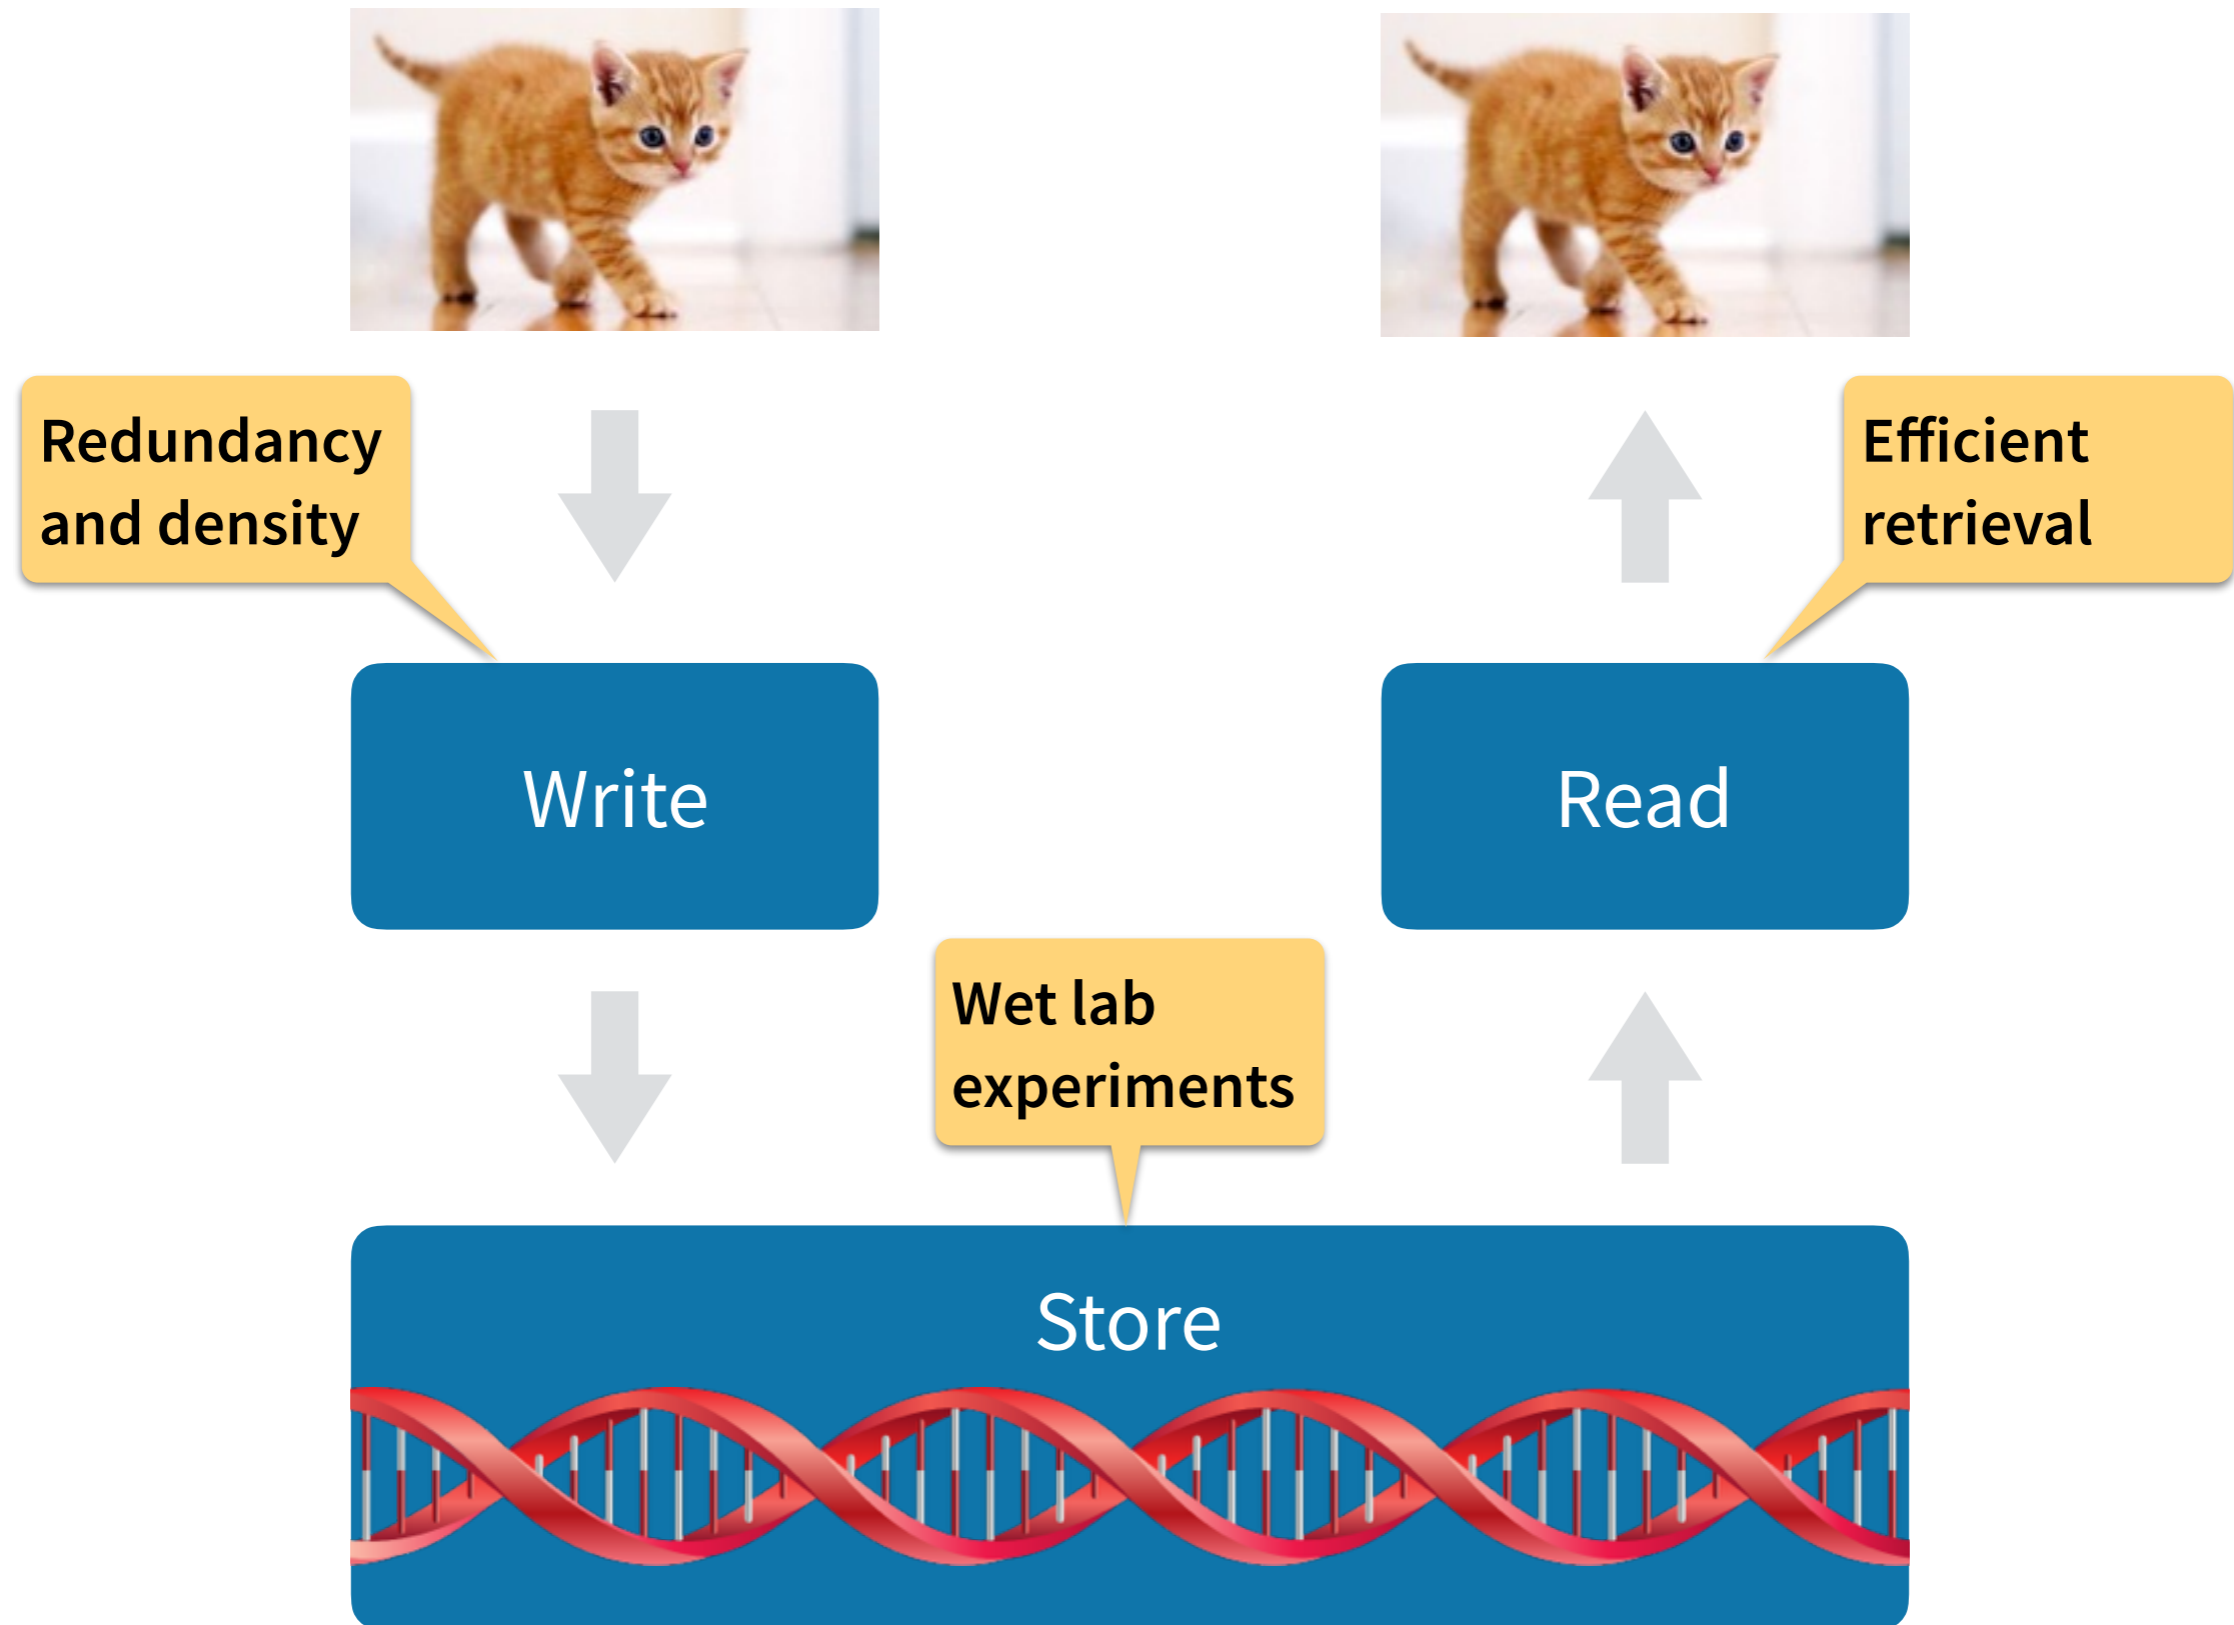 Redundancy
and density
Efficient
retrieval
Write
Read
Wet lab
experiments
Store